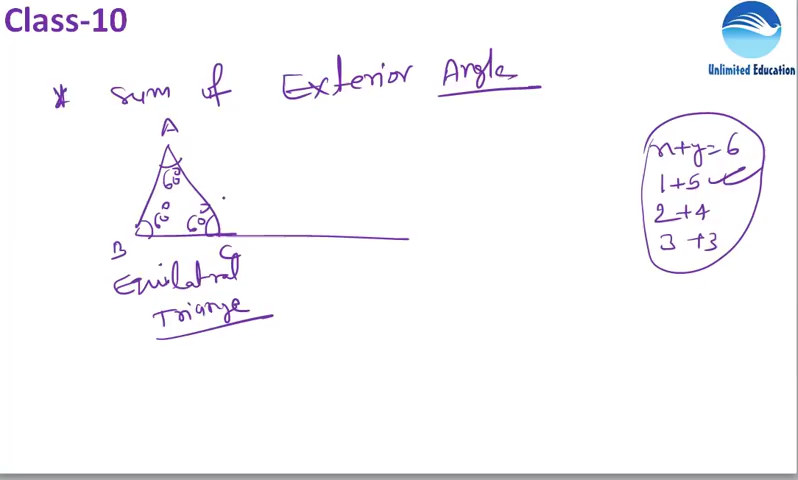 Class-10
Unlimited Education
* Sum of Exterior Angle
A
60°
60° 60°
B C
Equilatral
Triange
x+y=6
1+5
2+4
3+3